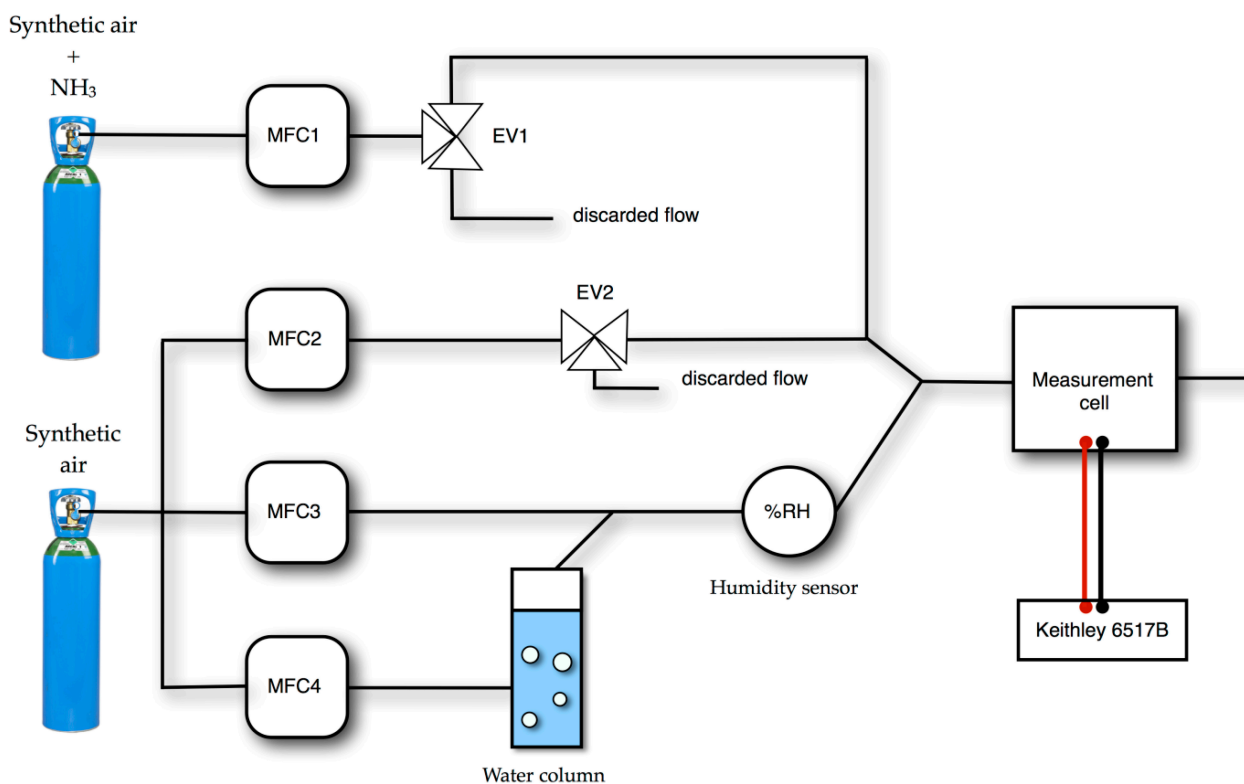 Synthetic air
+
NH₃
MFC1
EV1
discarded flow
EV2
MFC2
discarded flow
Measurement
cell
Synthetic
air
MFC3
%RH
Humidity sensor
Keithley 6517B
MFC4
Water column